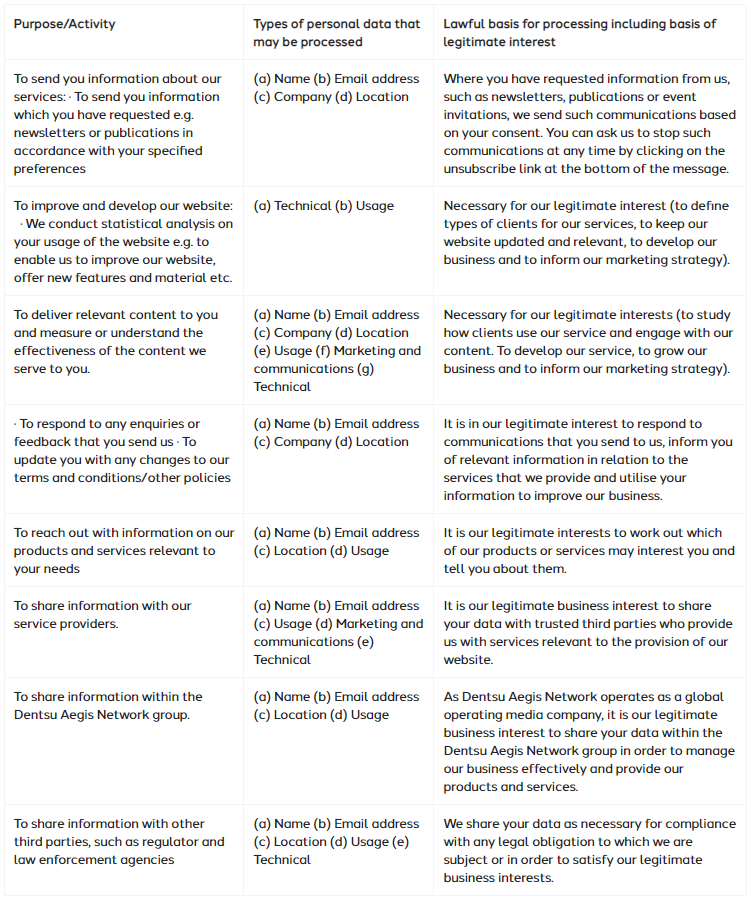 Purpose/Activity
Types of personal data that
may be processed
Lawful basis for processing including basis of
legitimate interest
To send you information about our
services: · To send you information
which you have requested e.g.
newsletters or publications in
accordance with your specified
preferences
(a) Name (b) Email address
(c) Company (d) Location
Where you have requested information from us,
such as newsletters, publications or event
invitations, we send such communications based
on your consent. You can ask us to stop such
communications at any time by clicking on the
unsubscribe link at the bottom of the message.
To improve and develop our website:
· We conduct statistical analysis on
your usage of the website e.g. to
enable us to improve our website,
offer new features and material etc.
(a) Technical (b) Usage
Necessary for our legitimate interest (to define
types of clients for our services, to keep our
website updated and relevant, to develop our
business and to inform our marketing strategy).
To deliver relevant content to you
and measure or understand the
effectiveness of the content we
serve to you.
(a) Name (b) Email address
(c) Company (d) Location
(e) Usage (f) Marketing and
communications (g)
Technical
Necessary for our legitimate interests (to study
how clients use our service and engage with our
content. To develop our service, to grow our
business and to inform our marketing strategy).
· To respond to any enquiries or
feedback that you send us · To
update you with any changes to our
terms and conditions/other policies
(a) Name (b) Email address
(c) Company (d) Location
It is in our legitimate interest to respond to
communications that you send to us, inform you
of relevant information in relation to the
services that we provide and utilise your
information to improve our business.
To reach out with information on our
products and services relevant to
your needs
(a) Name (b) Email address
(c) Location (d) Usage
It is our legitimate interests to work out which
of our products or services may interest you and
tell you about them.
To share information with our
service providers.
(a) Name (b) Email address
(c) Usage (d) Marketing and
communications (e)
Technical
It is our legitimate business interest to share
your data with trusted third parties who provide
us with services relevant to the provision of our
website.
To share information within the
Dentsu Aegis Network group.
(a) Name (b) Email address
(c) Location (d) Usage
As Dentsu Aegis Network operates as a global
operating media company, it is our legitimate
business interest to share your data within the
Dentsu Aegis Network group in order to manage
our business effectively and provide our
products and services.
To share information with other
third parties, such as regulator and
law enforcement agencies
(a) Name (b) Email address
(c) Location (d) Usage (e)
Technical
We share your data as necessary for compliance
with any legal obligation to which we are
subject or in order to satisfy our legitimate
business interests.